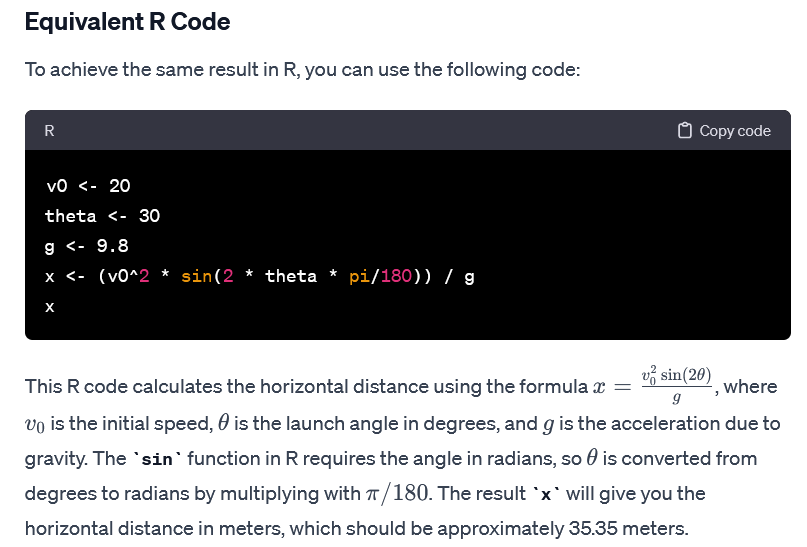 Equivalent R Code
To achieve the same result in R, you can use the following code:
R
Copy code
v0 <- 20
theta <- 30
g <- 9.8
x <- (v0^2 * sin(2 * theta * pi/180)) / g
x
This R code calculates the horizontal distance using the formula $x = \frac{v_0^2 \sin(2\theta)}{g}$, where
$v_0$ is the initial speed, $\theta$ is the launch angle in degrees, and $g$ is the acceleration due to
gravity. The `sin` function in R requires the angle in radians, so $\theta$ is converted from
degrees to radians by multiplying with $\pi/180$. The result `x` will give you the
horizontal distance in meters, which should be approximately 35.35 meters.